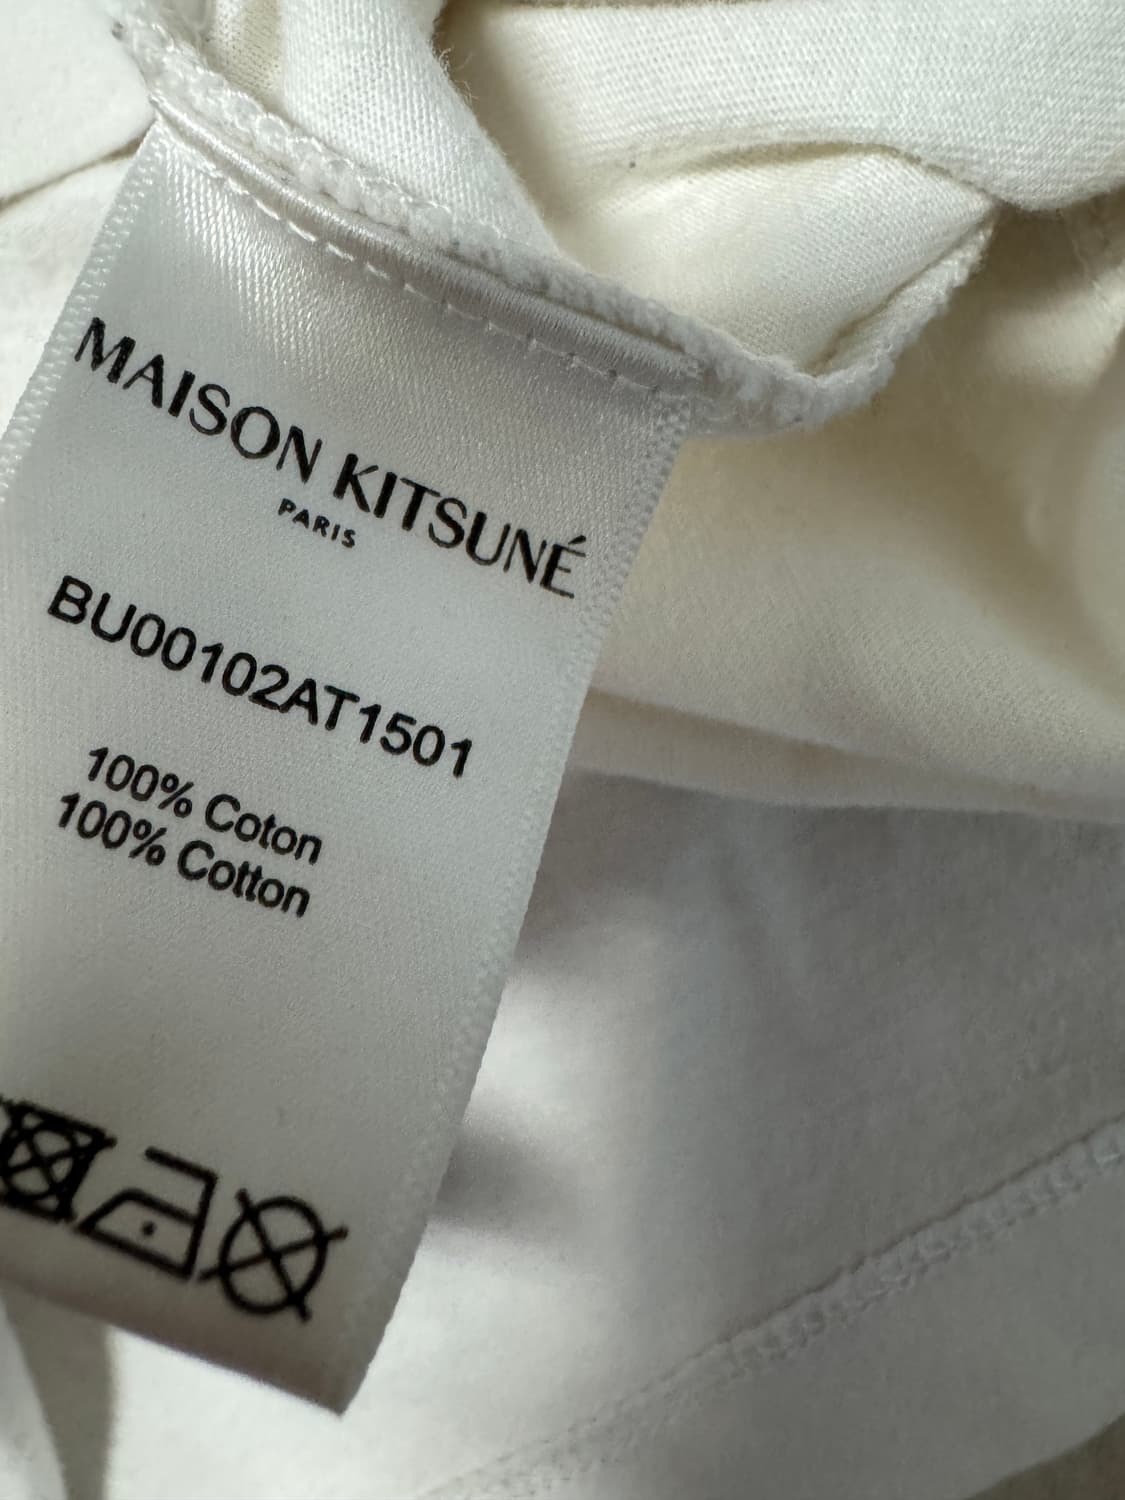 MAISON KITSUNÉ
PARIS
BU00102AT1501
100% Coton
100% Cotton